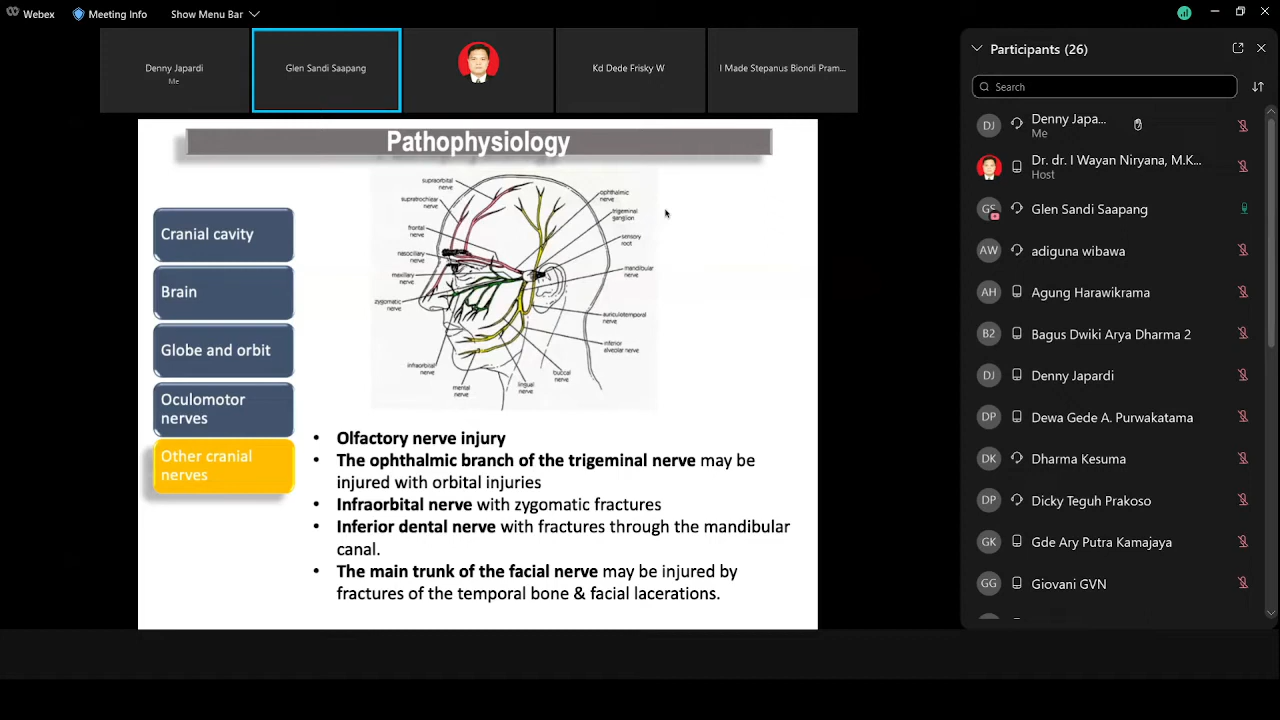 Webex
Meeting Info
Show Menu Bar
Denny Japardi
Me
Glen Sandi Saapang
Kd Dede Frisky W
I Made Stepanus Biondi Pram...
Participants (26)
Search
DJ
Denny Japa...
Me
Dr. dr. I Wayan Niryana, M.K...
Host
GS
Glen Sandi Saapang
AW
adiguna wibawa
AH
Agung Harawikrama
B2
Bagus Dwiki Arya Dharma 2
DJ
Denny Japardi
DP
Dewa Gede A. Purwakatama
DK
Dharma Kesuma
DP
Dicky Teguh Prakoso
GK
Gde Ary Putra Kamajaya
GG
Giovani GVN
Pathophysiology
Cranial cavity
Brain
Globe and orbit
Oculomotor
nerves
Other cranial
nerves
supraorbital
nerve
supratrochlear
nerve
frontal
nerve
nasociliary
nerve
maxillary
nerve
zygomatic
nerve
infraorbital
nerve
mental
nerve
lingual
nerve
buccal
nerve
ophthalmic
nerve
trigeminal
ganglion
sensory
root
mandibular
nerve
auriculotemporal
nerve
inferior
alveolar nerve
• Olfactory nerve injury
• The ophthalmic branch of the trigeminal nerve may be
injured with orbital injuries
• Infraorbital nerve with zygomatic fractures
• Inferior dental nerve with fractures through the mandibular
canal.
• The main trunk of the facial nerve may be injured by
fractures of the temporal bone & facial lacerations.